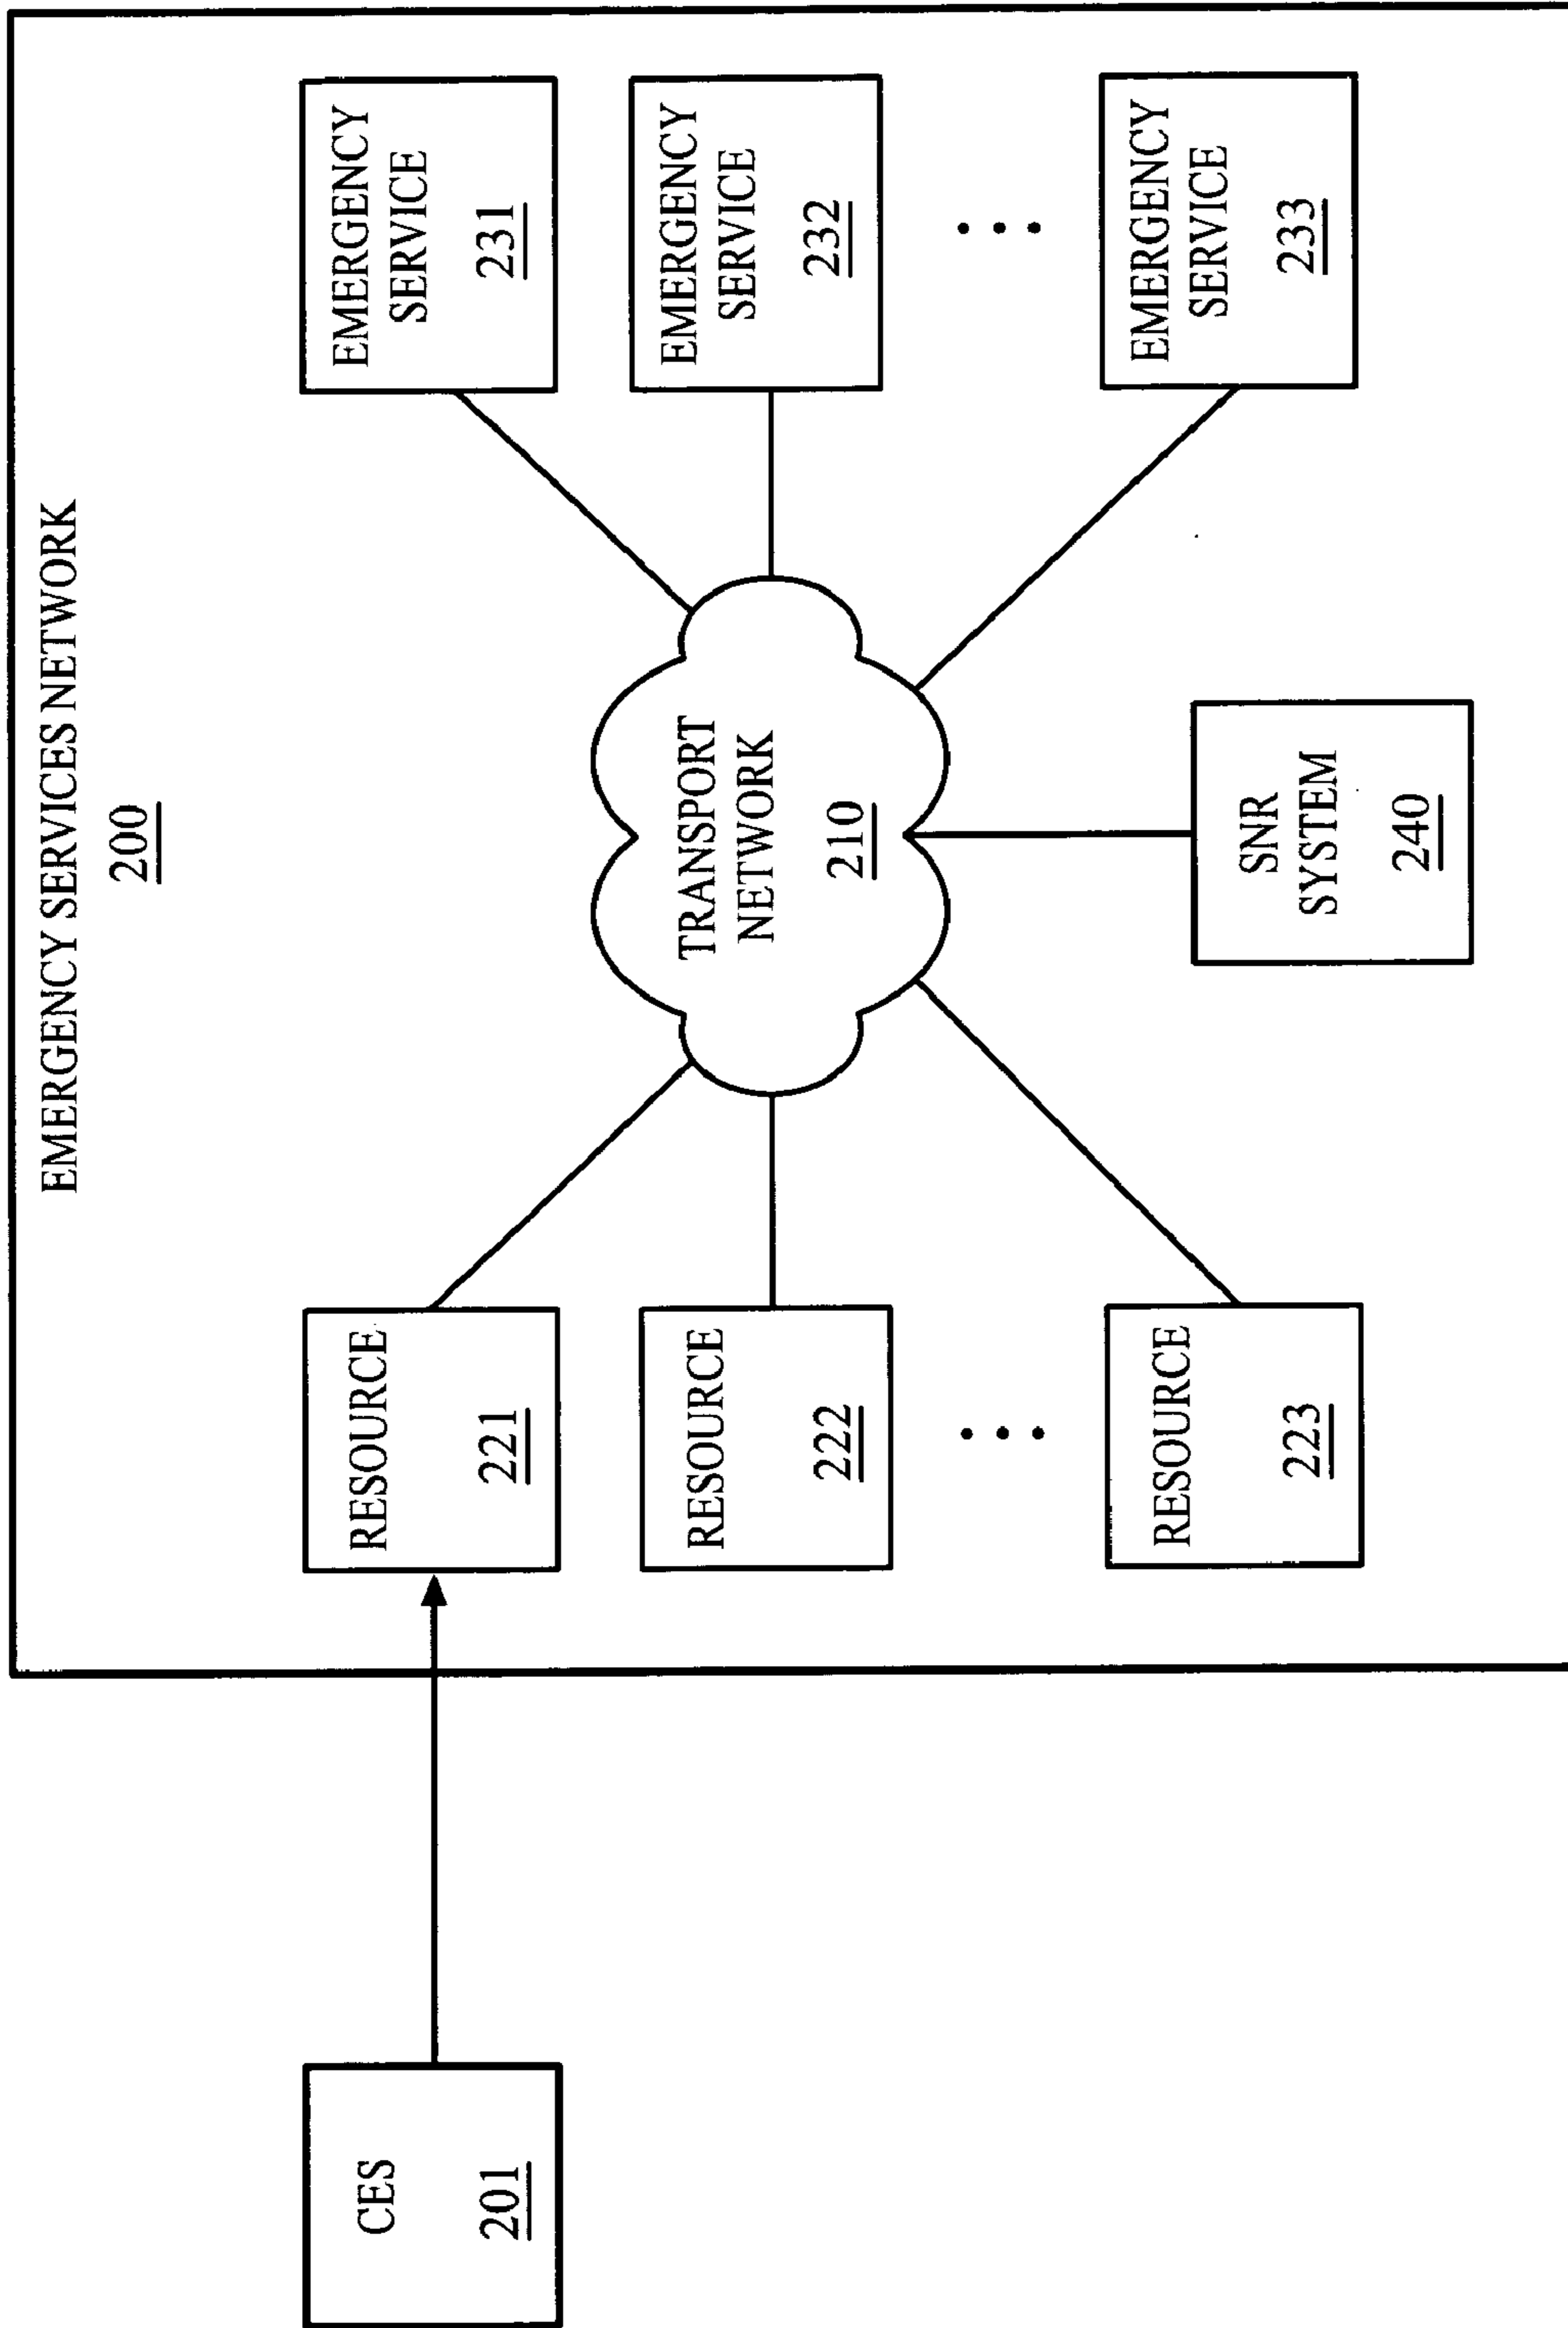 EMERGENCY SERVICES NETWORK
200
CES
201
RESOURCE
221
RESOURCE
222
RESOURCE
223
TRANSPORT
NETWORK
210
SNR
SYSTEM
240
EMERGENCY
SERVICE
231
EMERGENCY
SERVICE
232
EMERGENCY
SERVICE
233